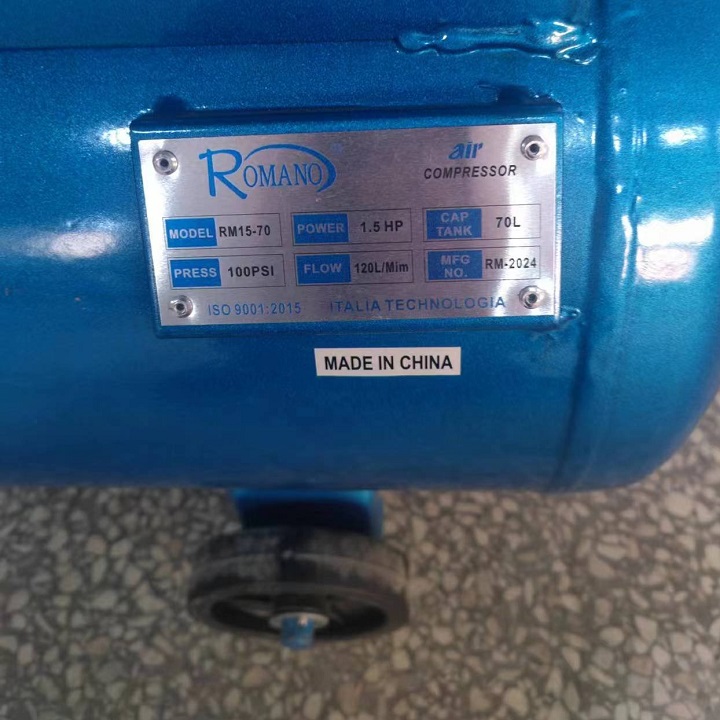 ROMANO
air
COMPRESSOR
MODEL RM15-70 POWER 1.5 HP CAP TANK 70L
PRESS 100PSI FLOW 120L/Mim MFG NO. RM-2024
ISO 9001:2015 ITALIA TECHNOLOGIA
MADE IN CHINA